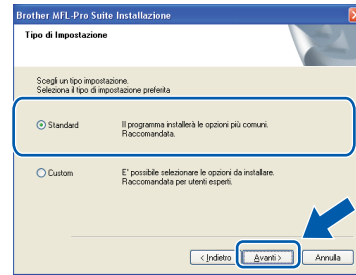 Brother MFL-Pro Suite Installazione
Tipo di Impostazione
Scegli un tipo impostazione.
Seleziona il tipo di impostazione preferita
Standard
Il programma installerà le opzioni più comuni.
Raccomandata.
Custom
E' possibile selezionare le opzioni da installare.
Raccomandata per utenti esperti.
< Indietro
Avanti >
Annulla